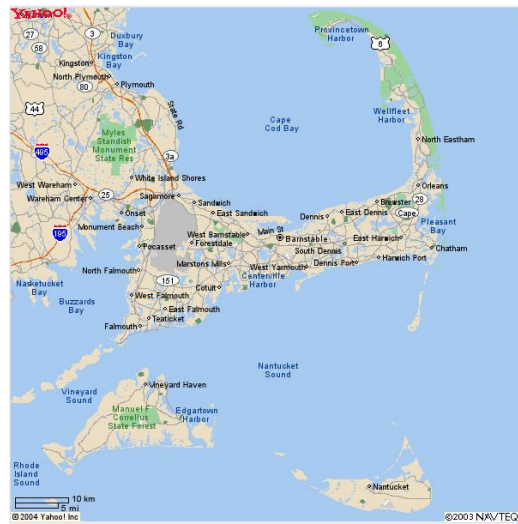 YAHOO!
27
3
3
Duxbury
Bay
58
Kingston
Bay
Kingston
North Plymouth
80
Plymouth
44
State Rd
Provincetown
Harbor
6
Cape
Cod Bay
Wellfleet
Harbor
North Eastham
Myles
Standish
Monument
State Res
495
3a
White Island Shores
West Wareham
Wareham Center
25
Sagamore
Sandwich
Onset
East Sandwich
Orleans
Brewster
28
Dennis
East Dennis
Cape
Pleasant
Bay
Monument Beach
195
West Barnstable
Main St
Barnstable
East Harwich
Pocasset
Forestdale
South Dennis
Chatham
Harwich Port
North Falmouth
Marstons Mills
West Yarmouth
Dennis Port
Nasketucket
Bay
151
Cotuit
Centerville
Harbor
Buzzards
Bay
West Falmouth
East Falmouth
Teaticket
Falmouth
Nantucket
Sound
Vineyard
Sound
Vineyard Haven
Manuel F
Correllus
State Forest
Edgartown
Harbor
Rhode
Island
Sound
Nantucket
10 km
5 mi
©2004 Yahoo! Inc
©2003 NAVTEQ